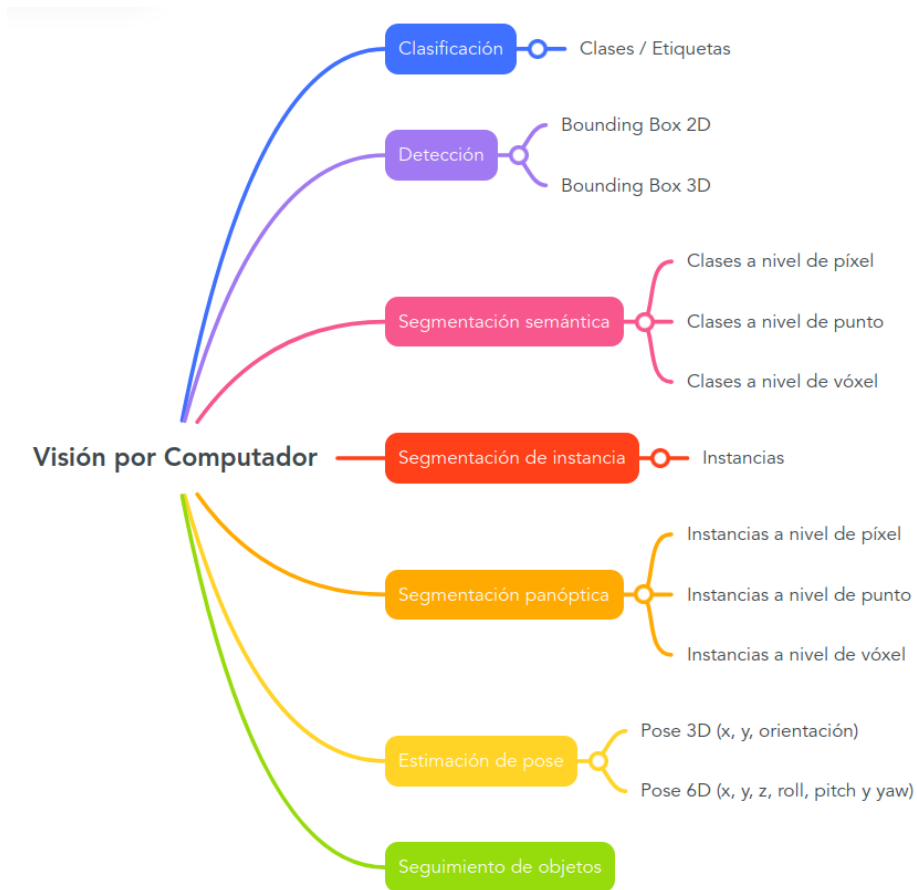 Visión por Computador
Clasificación
Clases / Etiquetas
Detección
Bounding Box 2D
Bounding Box 3D
Segmentación semántica
Clases a nivel de píxel
Clases a nivel de punto
Clases a nivel de vóxel
Segmentación de instancia
Instancias
Segmentación panóptica
Instancias a nivel de píxel
Instancias a nivel de punto
Instancias a nivel de vóxel
Estimación de pose
Pose 3D (x, y, orientación)
Pose 6D (x, y, z, roll, pitch y yaw)
Seguimiento de objetos